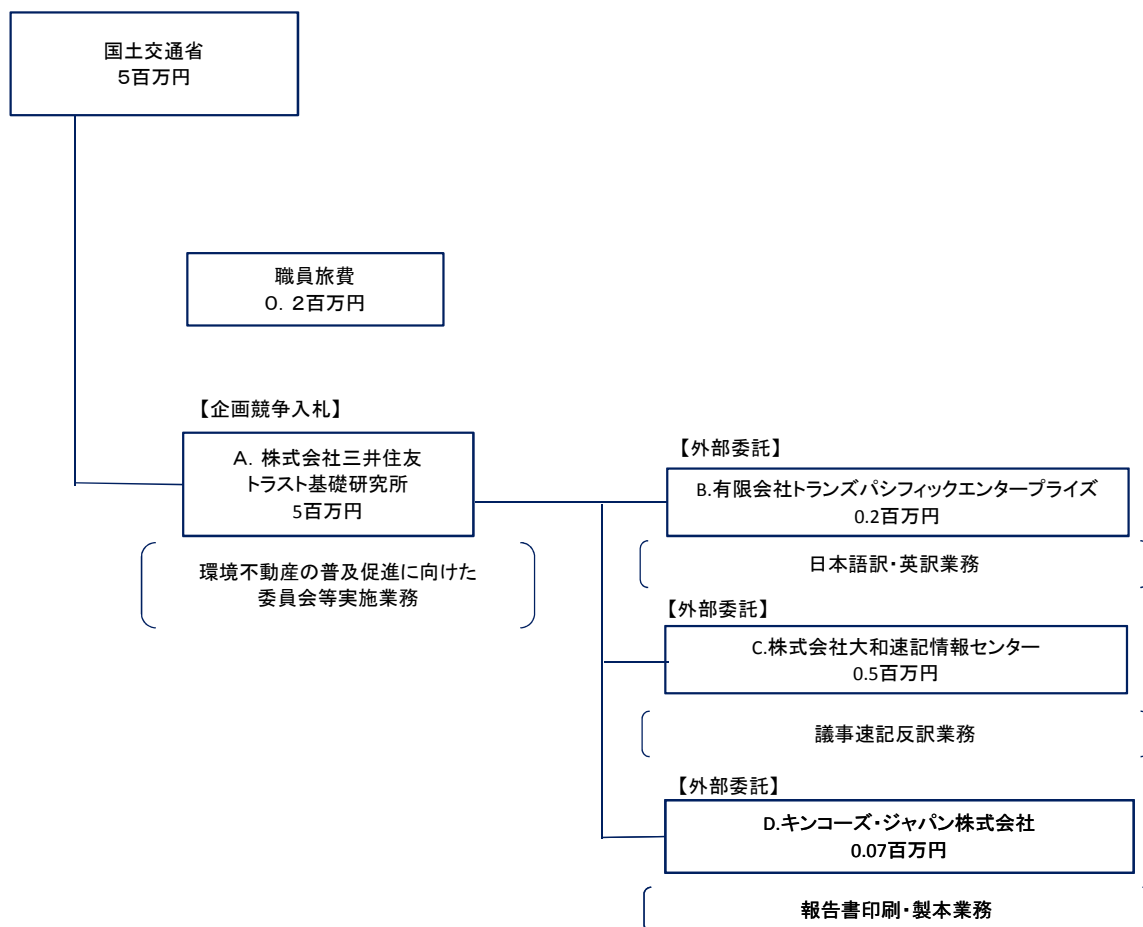 国土交通省
5百万円
職員旅費
０．２百万円
【企画競争入札】
Ａ．株式会社三井住友
トラスト基礎研究所
5百万円
環境不動産の普及促進に向けた
委員会等実施業務
【外部委託】
B.有限会社トランズパシフィックエンタープライズ
0.2百万円
日本語訳・英訳業務
【外部委託】
C.株式会社大和速記情報センター
0.5百万円
議事速記反訳業務
【外部委託】
D.キンコーズ・ジャパン株式会社
0.07百万円
報告書印刷・製本業務